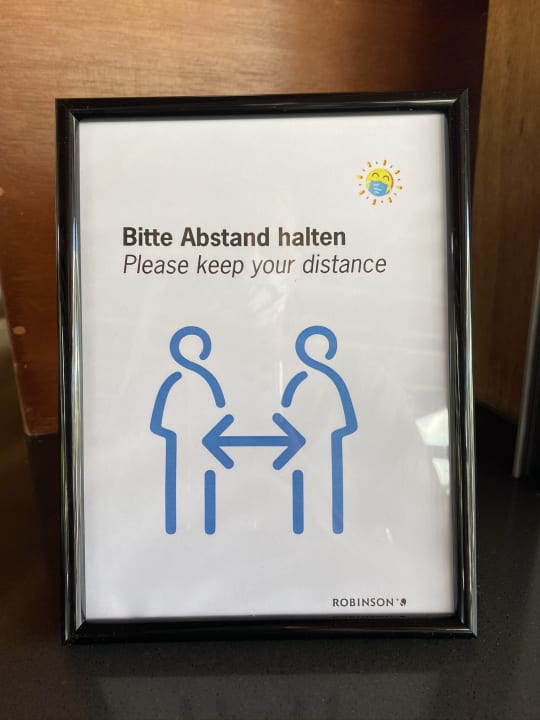 Bitte Abstand halten
Please keep your distance
ROBINSON